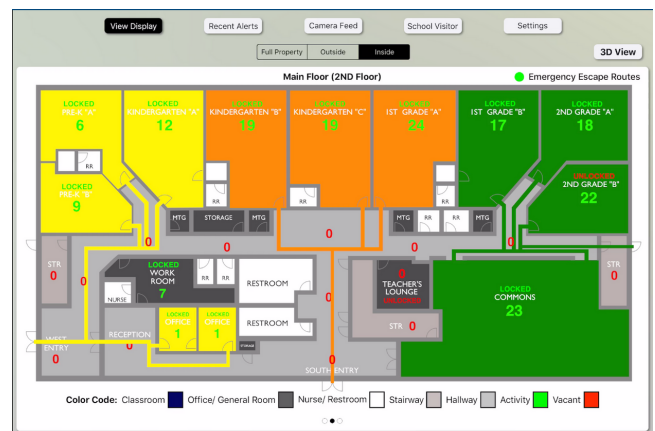 View Display
Recent Alerts
Camera Feed
School Visitor
Settings
Full Property
Outside
Inside
3D View
Main Floor (2ND Floor)
Emergency Escape Routes
LOCKED
PRE-K "A"
6
LOCKED
KINDERGARTEN "A"
12
LOCKED
KINDERGARTEN "B"
19
LOCKED
KINDERGARTEN "C"
19
LOCKED
1ST GRADE "A"
24
LOCKED
1ST GRADE "B"
17
LOCKED
2ND GRADE "A"
18
RR
LOCKED
PRE-K "B"
9
UNLOCKED
2ND GRADE "B"
22
RR
RR
RR
MTG
STORAGE
MTG
MTG
RR
RR
MTG
0
0
0
0
0
0
STR
0
0
LOCKED
WORK
ROOM
7
RR
RR
NURSE
RESTROOM
0
0
TEACHER'S
LOUNGE
UNLOCKED
LOCKED
COMMONS
23
0
STR
0
RECEPTION
0
LOCKED
OFFICE
1
LOCKED
OFFICE
1
RESTROOM
STORAGE
STR 0
WEST
ENTRY
0
0
SOUTH ENTRY
Color Code: Classroom Office/ General Room Nurse/ Restroom Stairway Hallway Activity Vacant